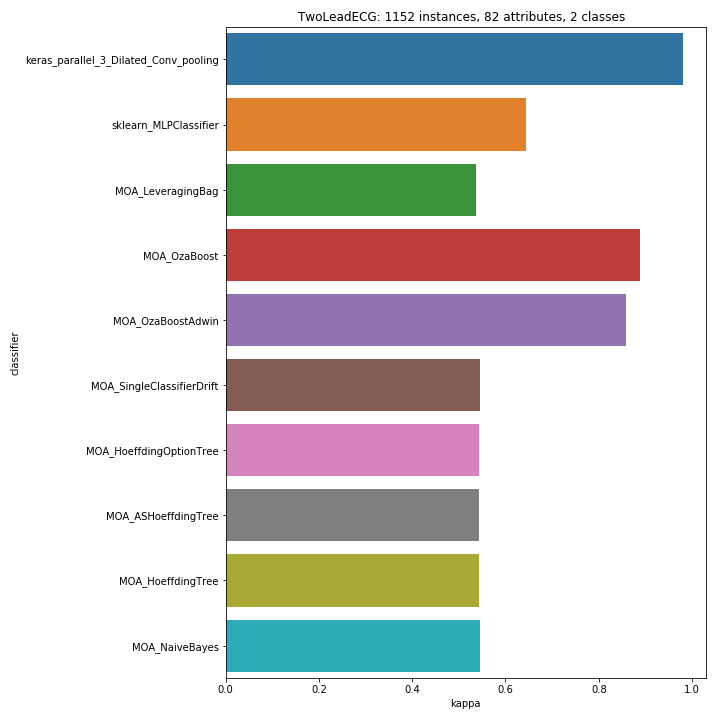 TwoLeadECG: 1152 instances, 82 attributes, 2 classes
keras_parallel_3_Dilated_Conv_pooling
sklearn_MLPClassifier
MOA_LeveragingBag
MOA_OzaBoost
MOA_OzaBoostAdwin
MOA_SingleClassifierDrift
MOA_HoeffdingOptionTree
MOA_ASHoeffdingTree
MOA_HoeffdingTree
MOA_NaiveBayes
classifier
0.0 0.2 0.4 0.6 0.8 1.0
kappa